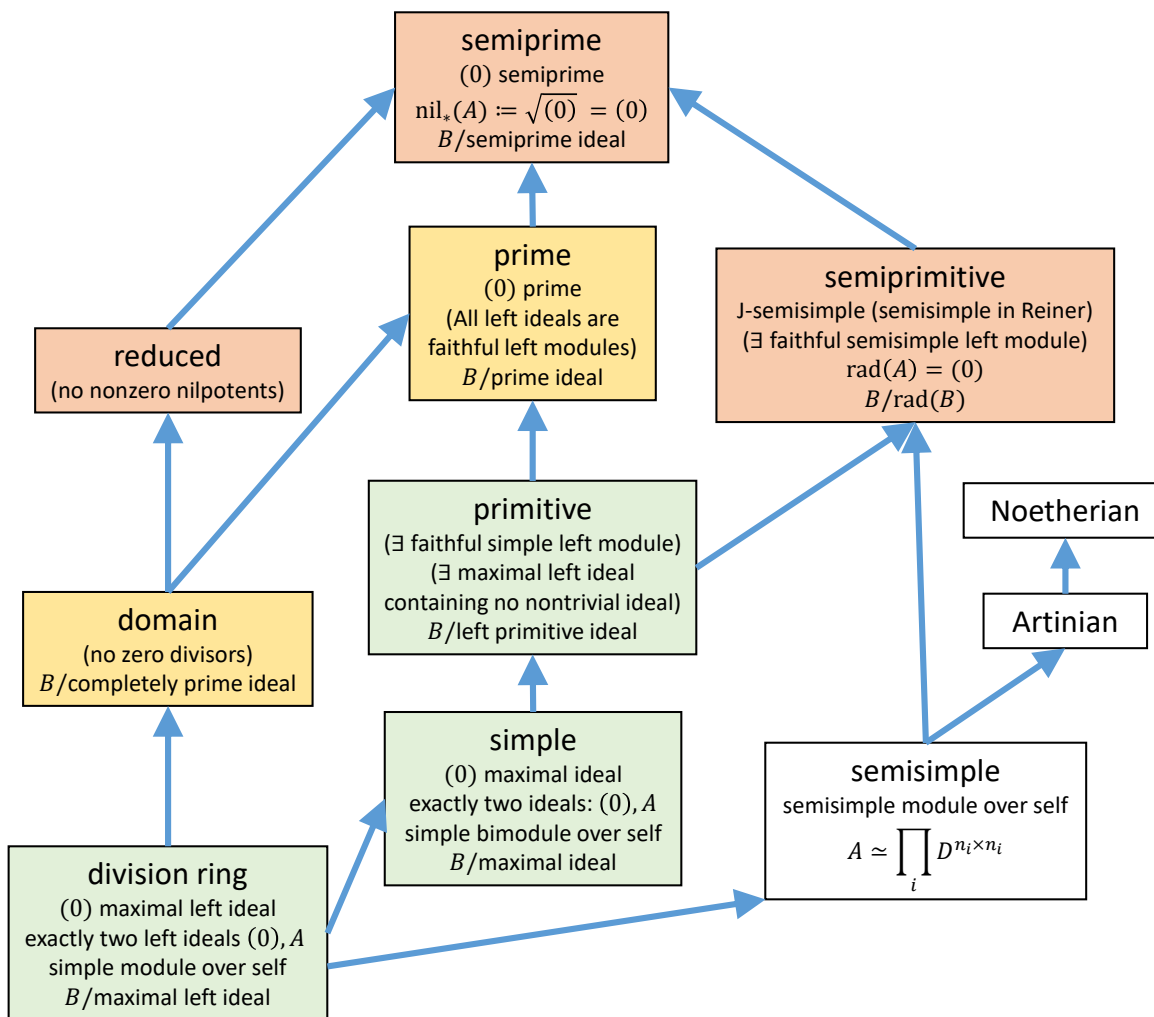 semiprime
(0) semiprime
nil∗(A) ≔ √(0) = (0)
B/semiprime ideal
prime
(0) prime
(All left ideals are
faithful left modules)
B/prime ideal
semiprimitive
J-semisimple (semisimple in Reiner)
(∃ faithful semisimple left module)
rad(A) = (0)
B/rad(B)
reduced
(no nonzero nilpotents)
primitive
(∃ faithful simple left module)
(∃ maximal left ideal
containing no nontrivial ideal)
B/left primitive ideal
Noetherian
Artinian
domain
(no zero divisors)
B/completely prime ideal
simple
(0) maximal ideal
exactly two ideals: (0), A
simple bimodule over self
B/maximal ideal
semisimple
semisimple module over self
A ≃ ∏_i D^{n_i×n_i}
division ring
(0) maximal left ideal
exactly two left ideals (0), A
simple module over self
B/maximal left ideal